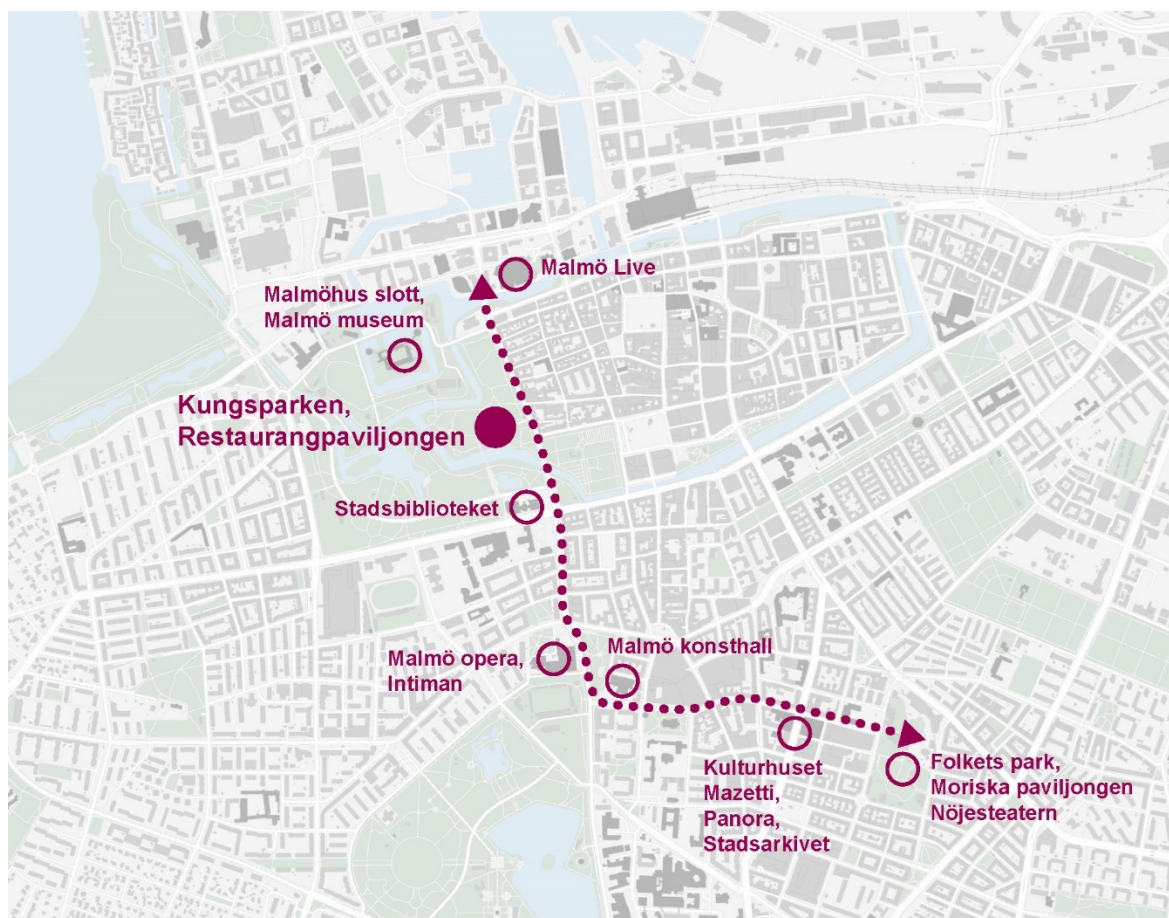 Malmö Live
Malmöhus slott,
Malmö museum
Kungsparken,
Restaurangpaviljongen
Stadsbiblioteket
Malmö opera,
Intiman
Malmö konsthall
Kulturhuset
Mazetti,
Panora,
Stadsarkivet
Folkets park,
Moriska paviljongen
Nöjesteatern